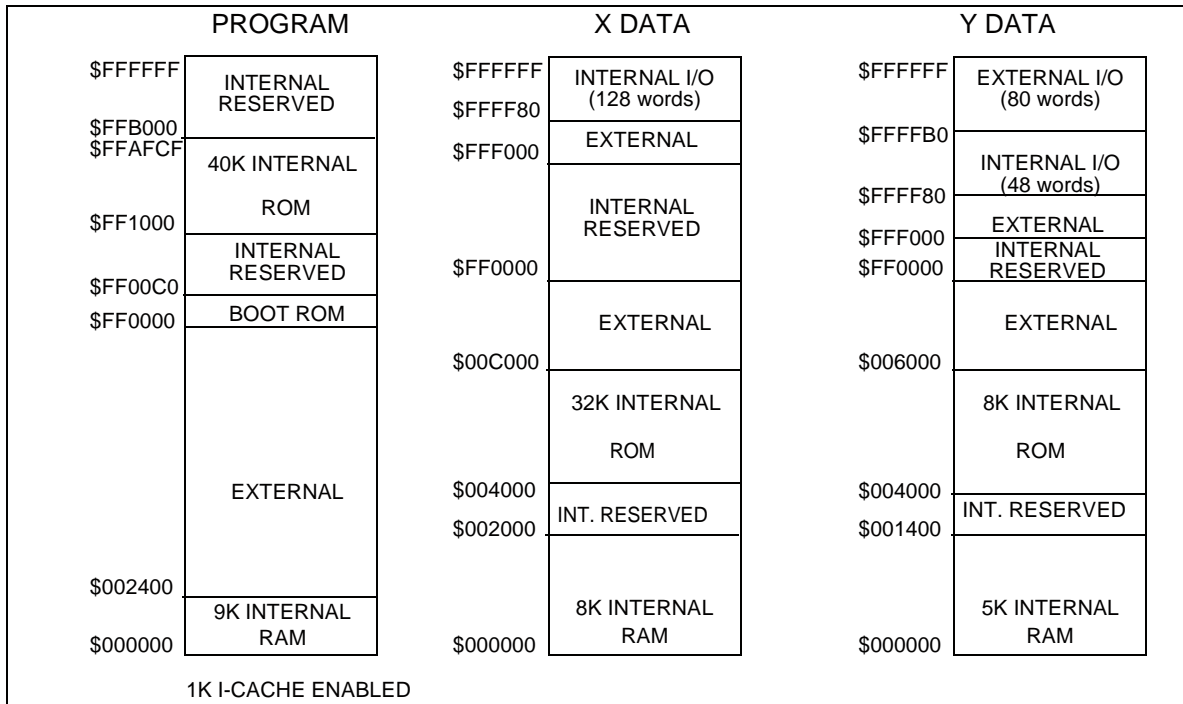 PROGRAM
$FFFFFF
INTERNAL
RESERVED
$FFB000
$FFAFCF
40K INTERNAL
ROM
$FF1000
INTERNAL
RESERVED
$FF00C0
BOOT ROM
$FF0000
EXTERNAL
$002400
9K INTERNAL
RAM
$000000
1K I-CACHE ENABLED
X DATA
$FFFFFF
INTERNAL I/O
(128 words)
$FFFF80
EXTERNAL
$FFF000
INTERNAL
RESERVED
$FF0000
EXTERNAL
$00C000
32K INTERNAL
ROM
$004000
INT. RESERVED
$002000
8K INTERNAL
RAM
$000000
Y DATA
$FFFFFF
EXTERNAL I/O
(80 words)
$FFFFB0
INTERNAL I/O
(48 words)
$FFFF80
EXTERNAL
$FFF000
INTERNAL
RESERVED
$FF0000
EXTERNAL
$006000
8K INTERNAL
ROM
$004000
INT. RESERVED
$001400
5K INTERNAL
RAM
$000000